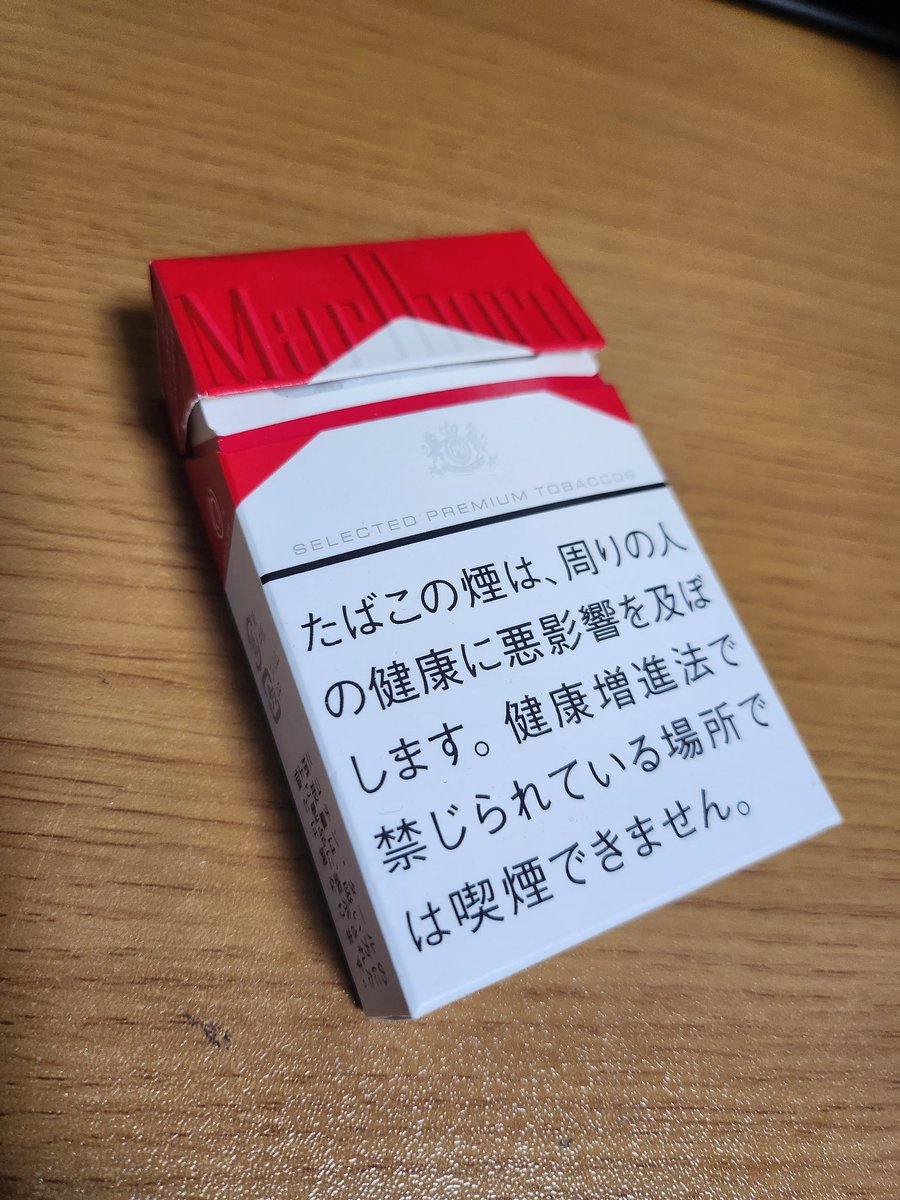 Marlboro
SELECTED PREMIUM TOBACCOS
たばこの煙は、周りの人
の健康に悪影響を及ぼ
します。健康増進法で
禁じられている場所で
は喫煙できません。